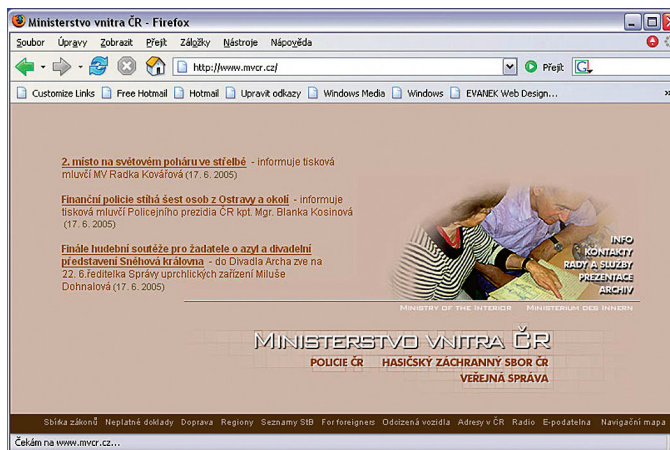 Ministerstvo vnitra ČR - Firefox
Soubor Úpravy Zobrazit Přejít Záložky Nástroje Nápověda
http://www.mvcr.cz/ Přejít G
Customize Links Free Hotmail Hotmail Upravit odkazy Windows Media Windows EVANEK Web Design... »
2. místo na světovém poháru ve střelbě - informuje tisková
mluvčí MV Radka Kovářová (17. 6. 2005)
Finanční policie stíhá šest osob z Ostravy a okolí - informuje
tisková mluvčí Policejního prezidia ČR kpt. Mgr. Blanka Kosinová
(17. 6. 2005)
Finále hudební soutěže pro žadatele o azyl a divadelní
představení Sněhová královna - do Divadla Archa zve na
22. 6.ředitelka Správy uprchlických zařízení Miluše
Dohnalová (17. 6. 2005)
INFO
KONTAKTY
RADY A SLUŽBY
PREZENTACE
ARCHIV
MINISTRY OF THE INTERIOR MINISTERIUM DES INNERN
MINISTERSTVO VNITRA ČR
POLICIE ČR HASIČSKÝ ZÁCHRANNÝ SBOR ČR
VEŘEJNÁ SPRÁVA
Sbírka zákonů Neplatné doklady Doprava Regiony Seznamy StB For foreigners Odcizená vozidla Adresy v ČR Radio E-podatelna Navigační mapa
Čekám na www.mvcr.cz...